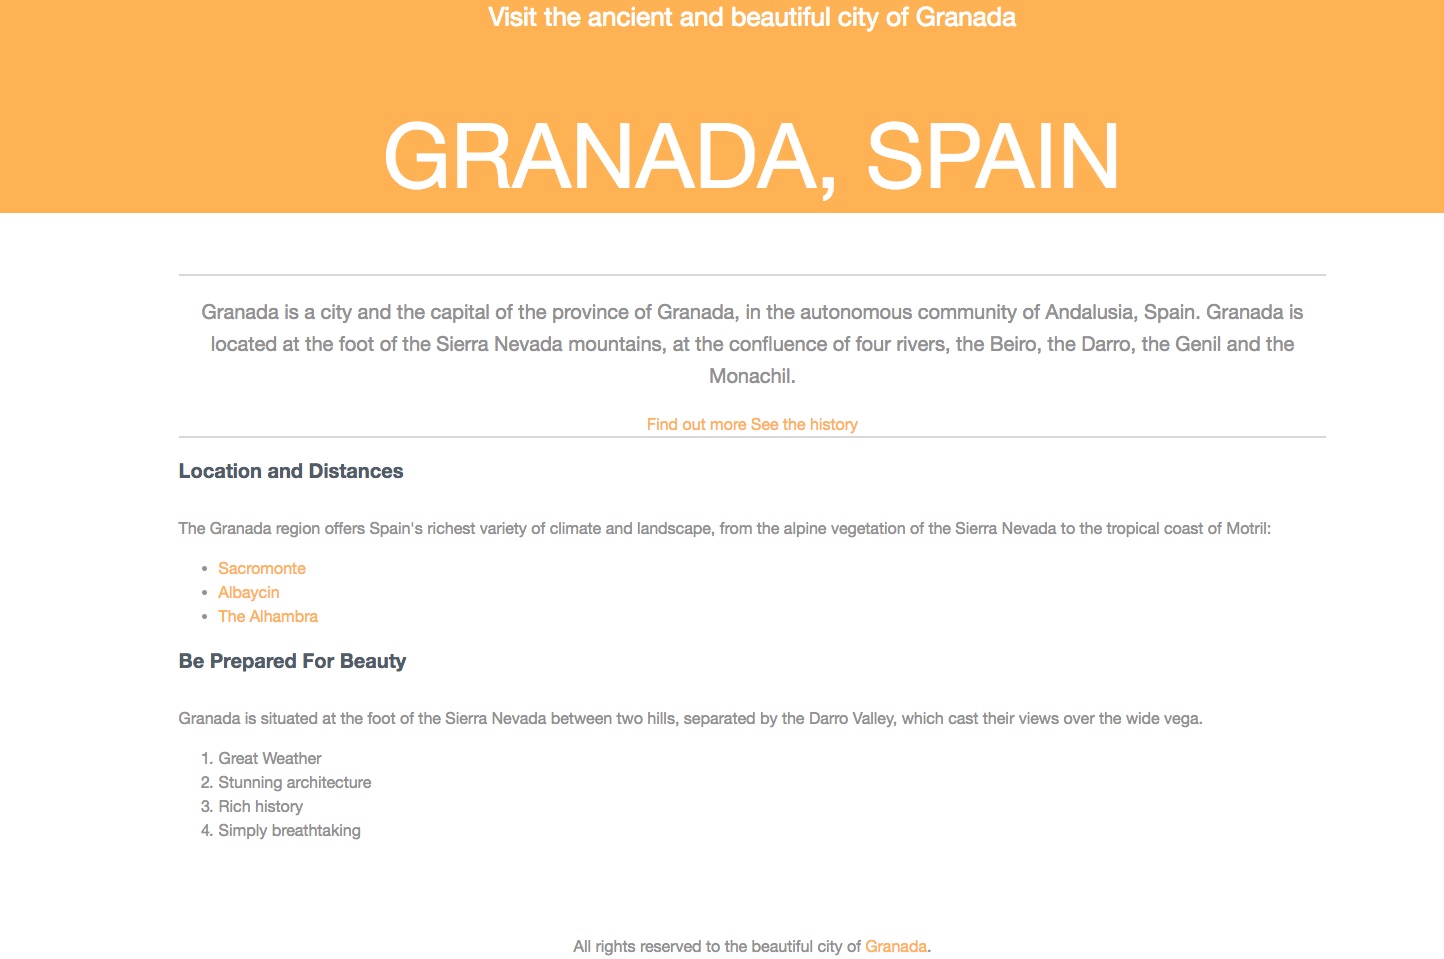 Visit the ancient and beautiful city of Granada
GRANADA, SPAIN
Granada is a city and the capital of the province of Granada, in the autonomous community of Andalusia, Spain. Granada is
located at the foot of the Sierra Nevada mountains, at the confluence of four rivers, the Beiro, the Darro, the Genil and the
Monachil.
Find out more See the history
Location and Distances
The Granada region offers Spain's richest variety of climate and landscape, from the alpine vegetation of the Sierra Nevada to the tropical coast of Motril:
• Sacromonte
• Albaycin
• The Alhambra
Be Prepared For Beauty
Granada is situated at the foot of the Sierra Nevada between two hills, separated by the Darro Valley, which cast their views over the wide vega.
1. Great Weather
2. Stunning architecture
3. Rich history
4. Simply breathtaking
All rights reserved to the beautiful city of Granada.